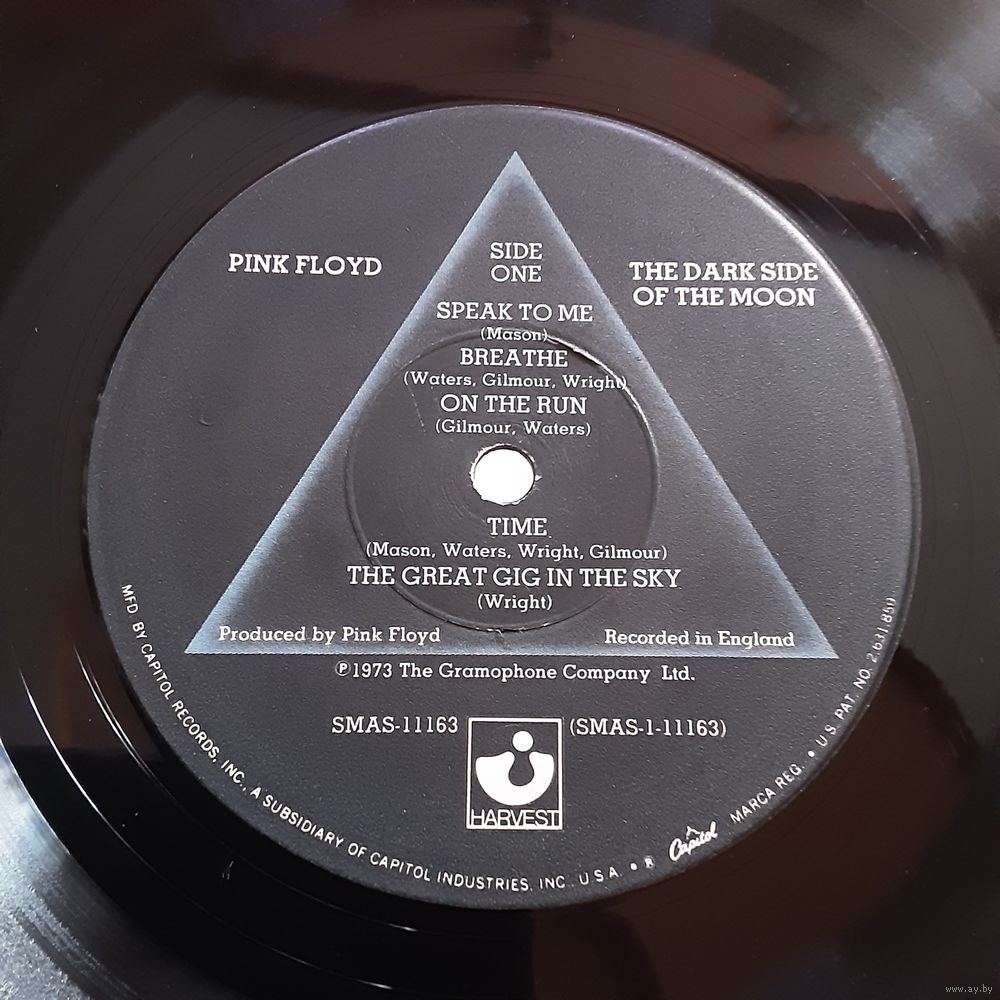 PINK FLOYD
SIDE
ONE
THE DARK SIDE
OF THE MOON
SPEAK TO ME
(Mason)
BREATHE
(Waters, Gilmour, Wright)
ON THE RUN
(Gilmour, Waters)
TIME
(Mason, Waters, Wright, Gilmour)
THE GREAT GIG IN THE SKY
(Wright)
Produced by Pink Floyd
Recorded in England
℗1973 The Gramophone Company Ltd.
SMAS-11163
(SMAS-1-11163)
HARVEST
MFD. BY CAPITOL RECORDS, INC., A SUBSIDIARY OF CAPITOL INDUSTRIES, INC. U.S.A. • ® Capitol MARCA REG. • U.S. PAT. NO. 2,631,859
www.ay.by